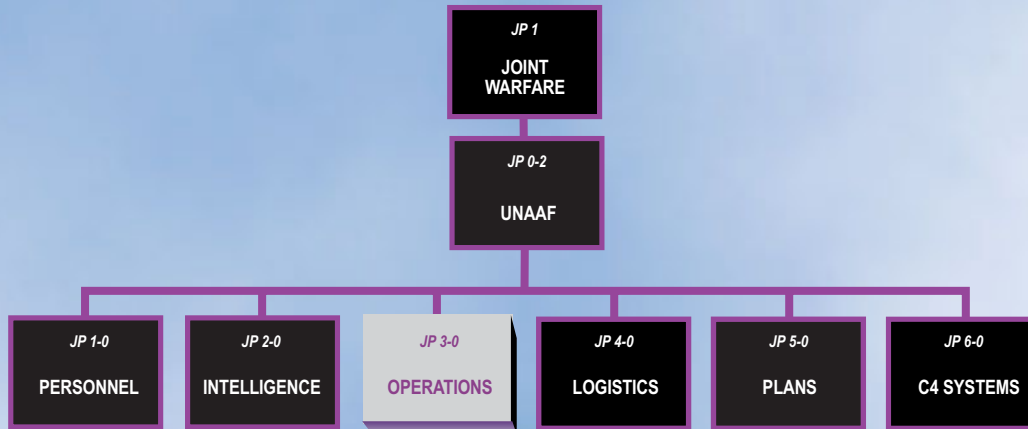 JP 1
JOINT
WARFARE
JP 0-2
UNAAF
JP 1-0
PERSONNEL
JP 2-0
INTELLIGENCE
JP 3-0
OPERATIONS
JP 4-0
LOGISTICS
JP 5-0
PLANS
JP 6-0
C4 SYSTEMS